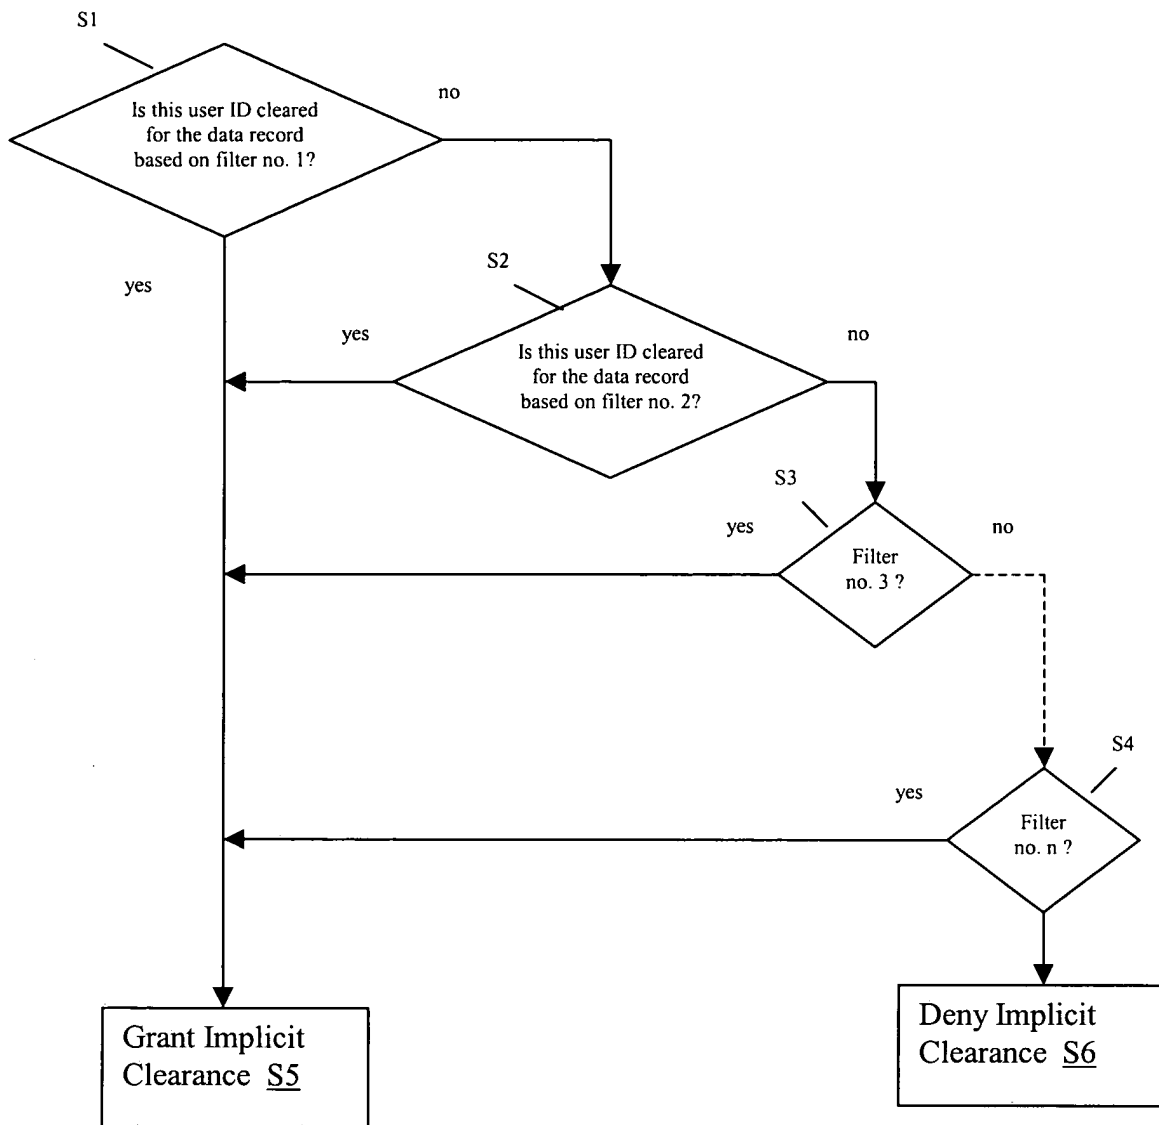 S1
no
Is this user ID cleared
for the data record
based on filter no. 1?
yes
S2
yes
no
Is this user ID cleared
for the data record
based on filter no. 2?
S3
yes
no
Filter
no. 3 ?
S4
yes
Filter
no. n ?
Grant Implicit
Clearance S5
Deny Implicit
Clearance S6